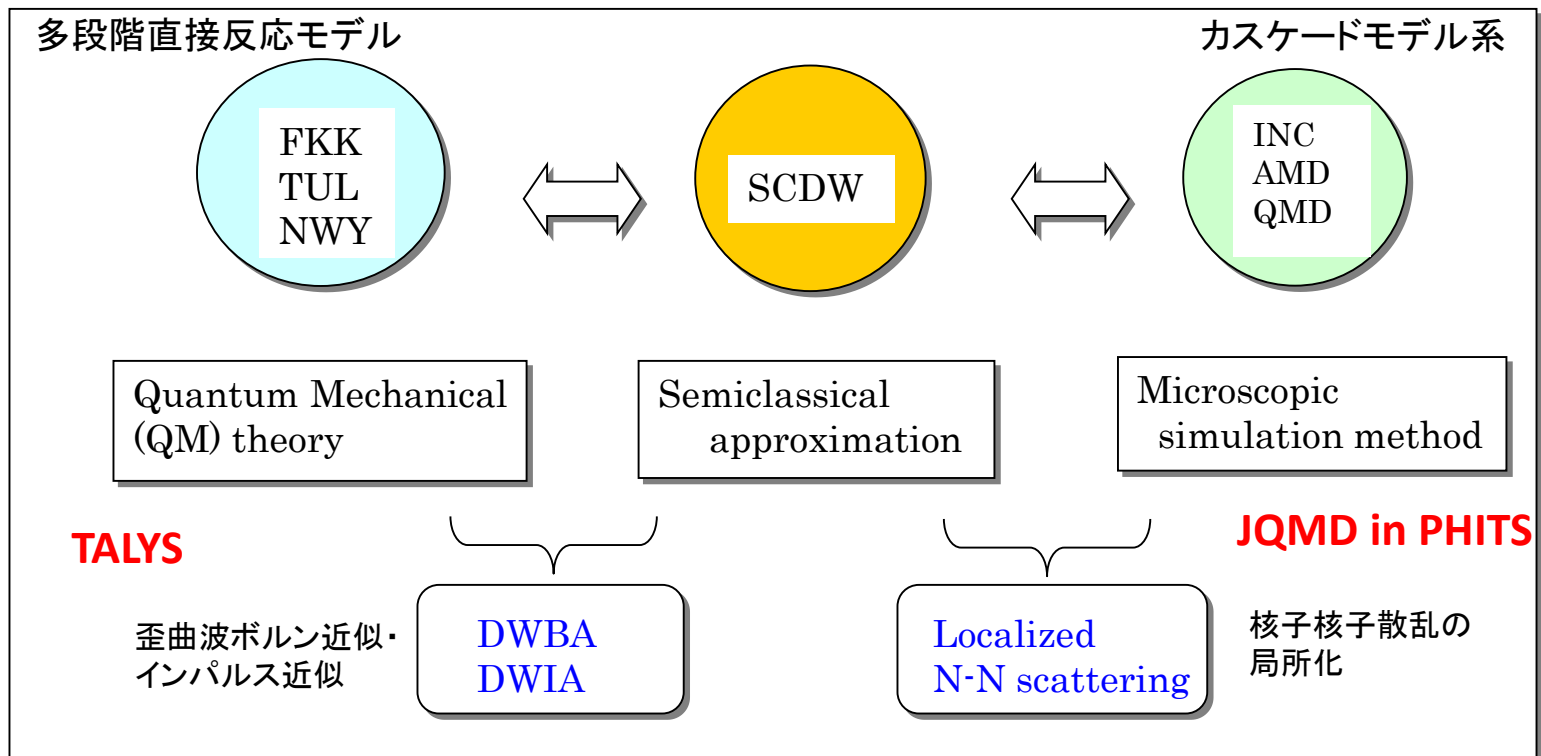 多段階直接反応モデル
カスケードモデル系
FKK
TUL
NWY
SCDW
INC
AMD
QMD
Quantum Mechanical
(QM) theory
Semiclassical
approximation
Microscopic
simulation method
TALYS
JQMD in PHITS
歪曲波ボルン近似・
インパルス近似
DWBA
DWIA
Localized
N-N scattering
核子核子散乱の
局所化